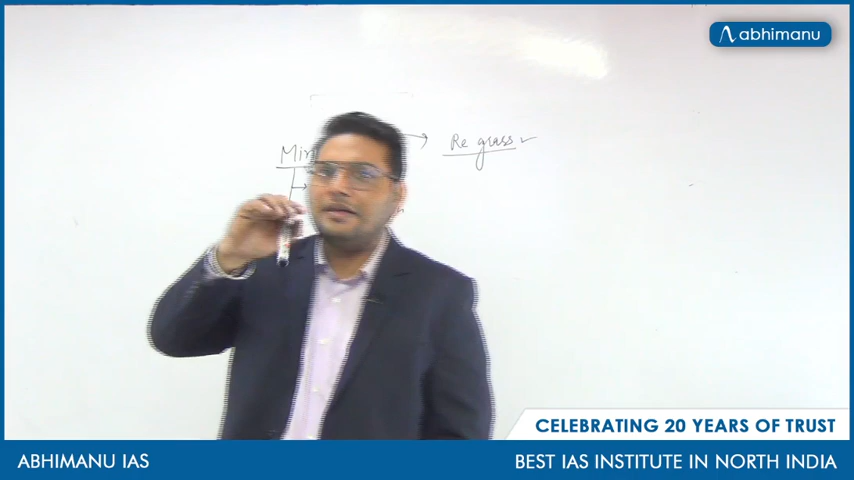 abhimanu
Re grass
CELEBRATING 20 YEARS OF TRUST
ABHIMANU IAS
BEST IAS INSTITUTE IN NORTH INDIA